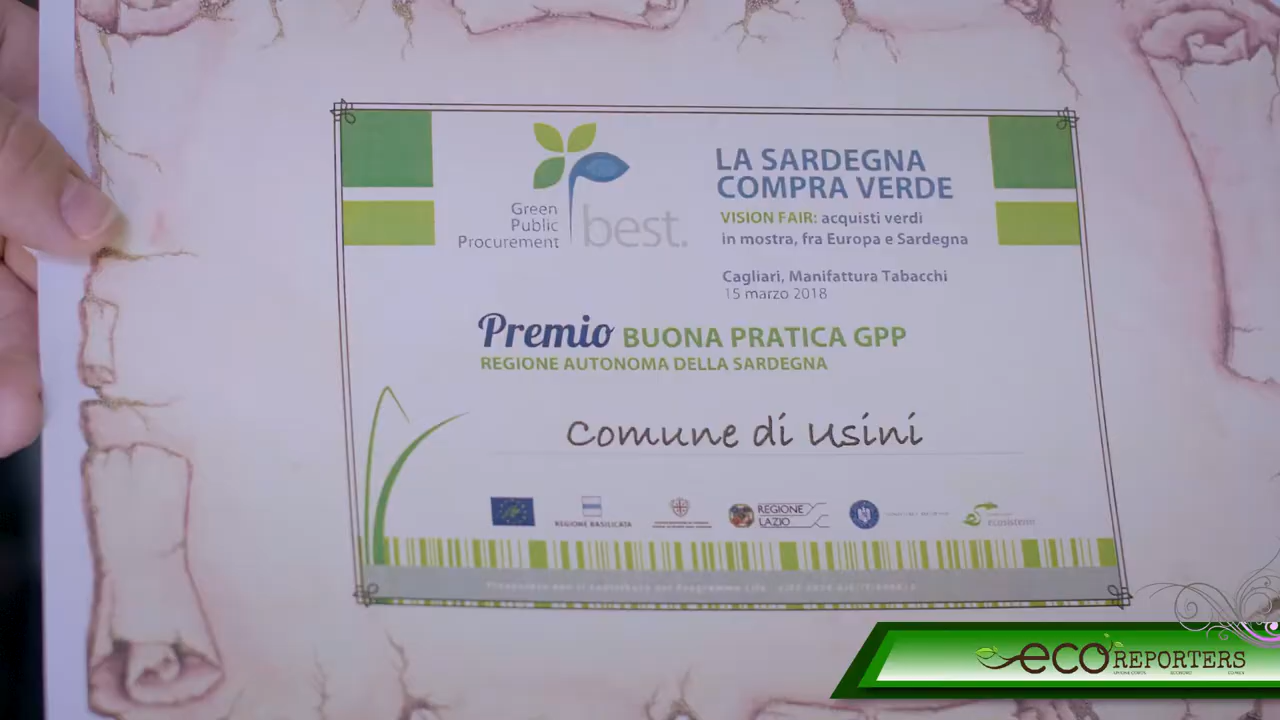 LA SARDEGNA
COMPRA VERDE
Green
Public
Procurement
best.
VISION FAIR: acquisti verdi
in mostra, fra Europa e Sardegna
Cagliari, Manifattura Tabacchi
15 marzo 2018
Premio BUONA PRATICA GPP
REGIONE AUTONOMA DELLA SARDEGNA
Comune di Usini
REGIONE BASILICATA
REGIONE
LAZIO
ecosistemi
ecoREPORTERS